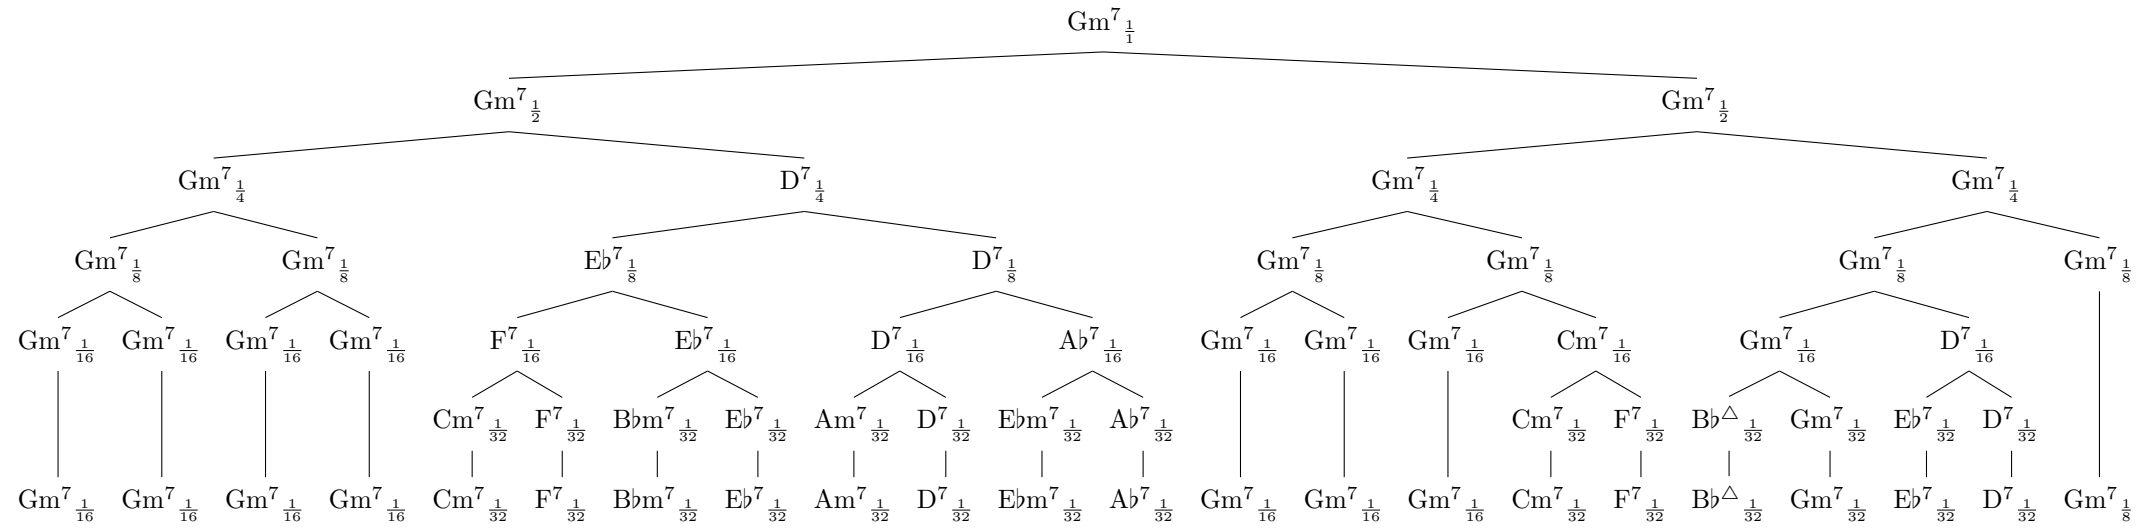 Gm⁷ 1/1
Gm⁷ 1/2 Gm⁷ 1/2
Gm⁷ 1/4 D⁷ 1/4 Gm⁷ 1/4 Gm⁷ 1/4
Gm⁷ 1/8 Gm⁷ 1/8 E♭⁷ 1/8 D⁷ 1/8 Gm⁷ 1/8 Gm⁷ 1/8 Gm⁷ 1/8 Gm⁷ 1/8
Gm⁷ 1/16 Gm⁷ 1/16 Gm⁷ 1/16 Gm⁷ 1/16 F⁷ 1/16 E♭⁷ 1/16 D⁷ 1/16 A♭⁷ 1/16 Gm⁷ 1/16 Gm⁷ 1/16 Gm⁷ 1/16 Cm⁷ 1/16 Gm⁷ 1/16 D⁷ 1/16
Cm⁷ 1/32 F⁷ 1/32 B♭m⁷ 1/32 E♭⁷ 1/32 Am⁷ 1/32 D⁷ 1/32 E♭m⁷ 1/32 A♭⁷ 1/32 Cm⁷ 1/32 F⁷ 1/32 B♭△ 1/32 Gm⁷ 1/32 E♭⁷ 1/32 D⁷ 1/32
Gm⁷ 1/16 Gm⁷ 1/16 Gm⁷ 1/16 Gm⁷ 1/16 Cm⁷ 1/32 F⁷ 1/32 B♭m⁷ 1/32 E♭⁷ 1/32 Am⁷ 1/32 D⁷ 1/32 E♭m⁷ 1/32 A♭⁷ 1/32 Gm⁷ 1/16 Gm⁷ 1/16 Gm⁷ 1/16 Cm⁷ 1/32 F⁷ 1/32 B♭△ 1/32 Gm⁷ 1/32 E♭⁷ 1/32 D⁷ 1/32 Gm⁷ 1/8